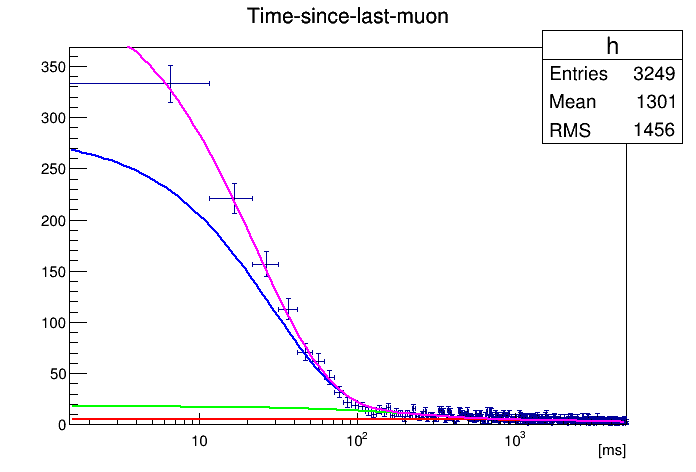 Time-since-last-muon
h
Entries 3249
Mean 1301
RMS 1456
350
300
250
200
150
100
50
0
10
10²
10³
[ms]